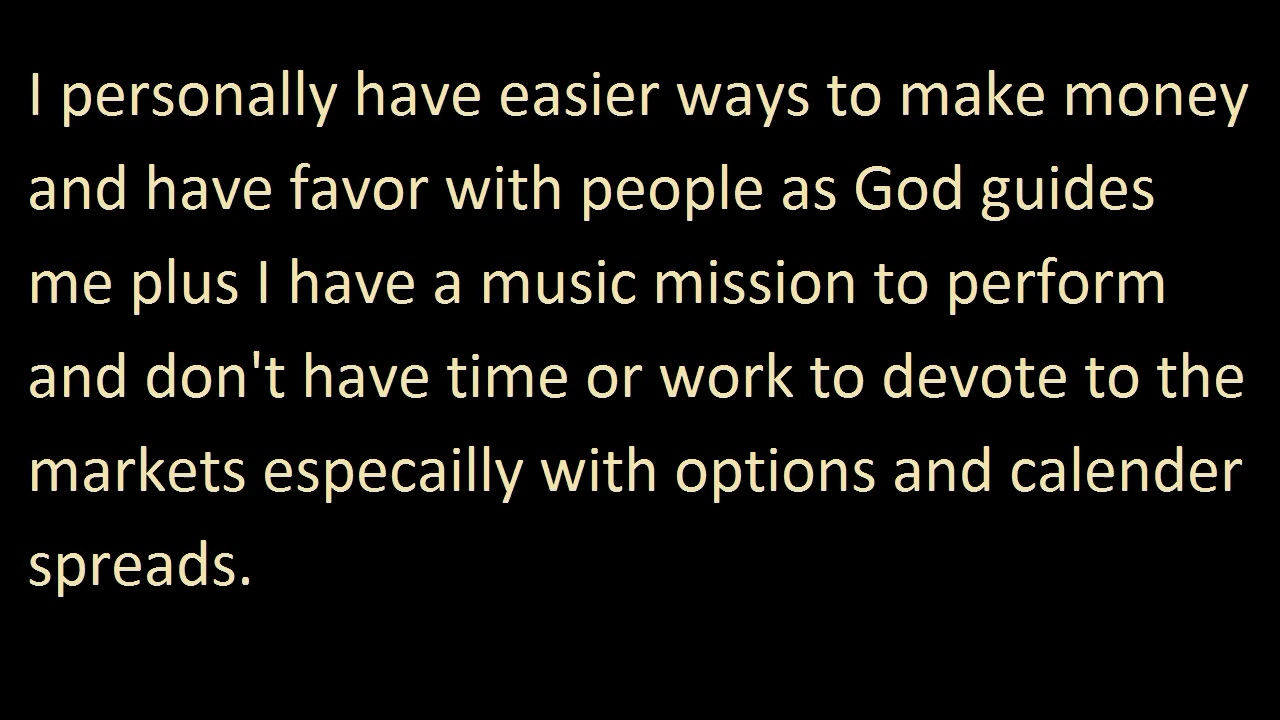 I personally have easier ways to make money
and have favor with people as God guides
me plus I have a music mission to perform
and don't have time or work to devote to the
markets especailly with options and calender
spreads.